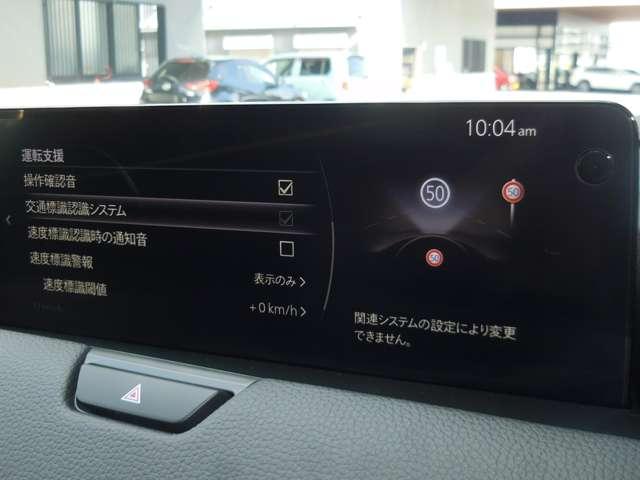 10:04 am
運転支援
操作確認音
交通標識認識システム
速度標識認識時の通知音
速度標識警報
表示のみ
速度標識閾値
+0 km/h
50
50
50
関連システムの設定により変更
できません。